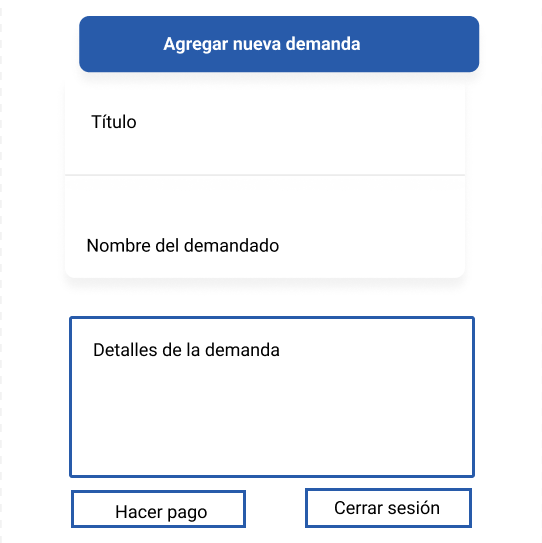 Agregar nueva demanda
Título
Nombre del demandado
Detalles de la demanda
Hacer pago
Cerrar sesión